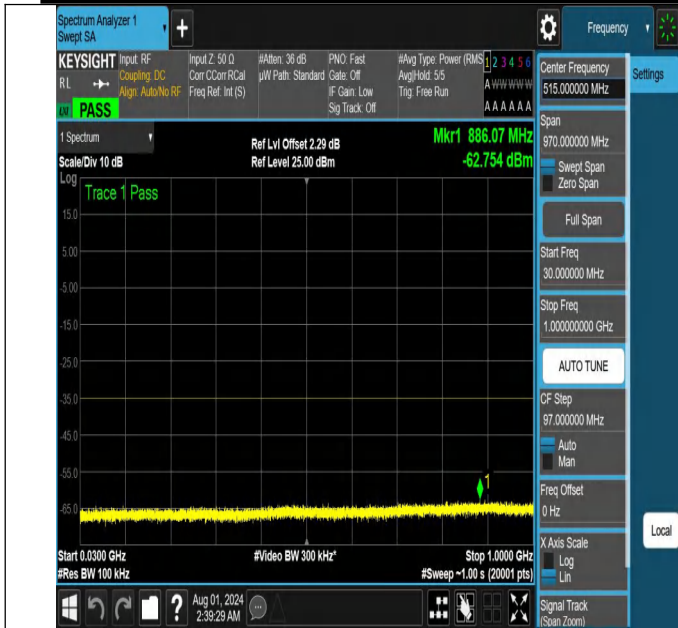 Spectrum Analyzer 1
Swept SA
+
Frequency
KEYSIGHT
RL
PASS
Input: RF
Coupling: DC
Align: Auto/No RF
Input Z: 50 Ω
Corr CCorr RCal
Freq Ref: Int (S)
#Atten: 36 dB
µW Path: Standard
PNO: Fast
Gate: Off
IF Gain: Low
Sig Track: Off
#Avg Type: Power (RMS
Avg|Hold: 5/5
Trig: Free Run
1 2 3 4 5 6
A W W W W W
A A A A A A
1 Spectrum
Scale/Div 10 dB
Ref Lvl Offset 2.29 dB
Ref Level 25.00 dBm
Mkr1 886.07 MHz
-62.754 dBm
Log
Trace 1 Pass
15.0
5.00
-5.00
-15.0
-25.0
-35.0
-45.0
-55.0
-65.0
1
Start 0.0300 GHz
#Res BW 100 kHz
#Video BW 300 kHz*
Stop 1.0000 GHz
#Sweep ~1.00 s (20001 pts)
?
Aug 01, 2024
2:39:29 AM
Center Frequency
515.000000 MHz
Span
970.000000 MHz
Swept Span
Zero Span
Full Span
Start Freq
30.000000 MHz
Stop Freq
1.000000000 GHz
AUTO TUNE
CF Step
97.000000 MHz
Auto
Man
Freq Offset
0 Hz
X Axis Scale
Log
Lin
Signal Track
(Span Zoom)
Settings
Local